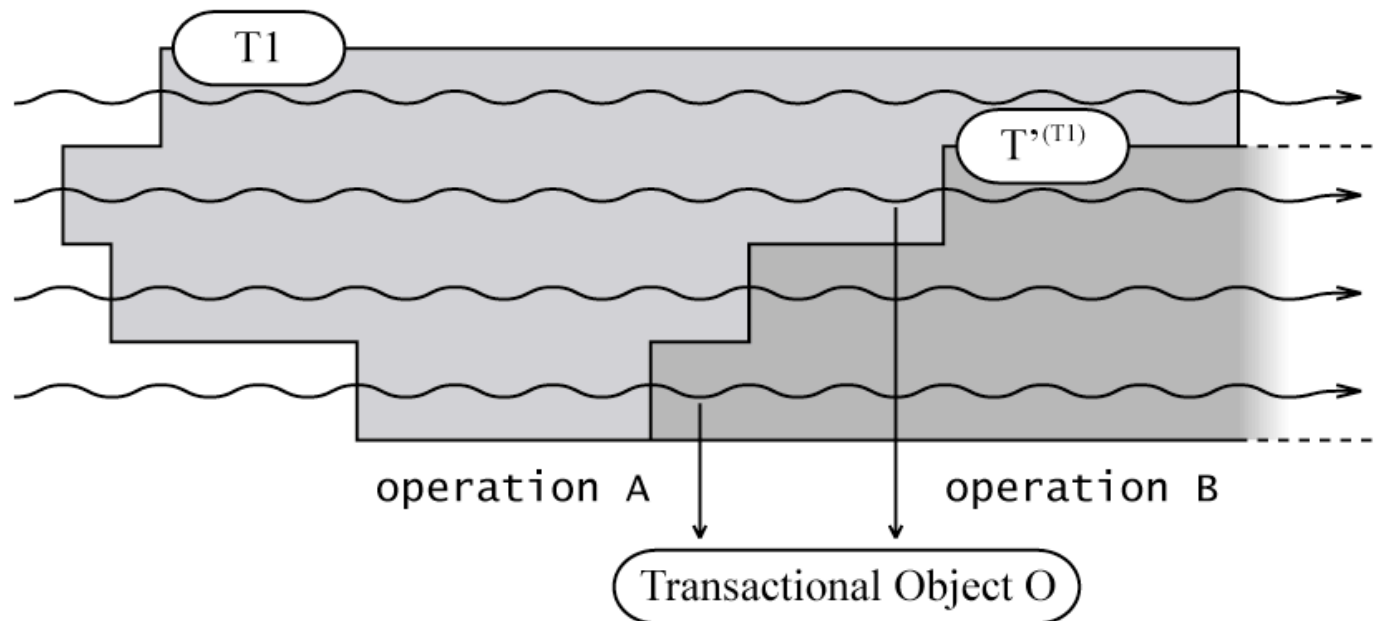 T1
T’(T1)
operation A
operation B
Transactional Object O